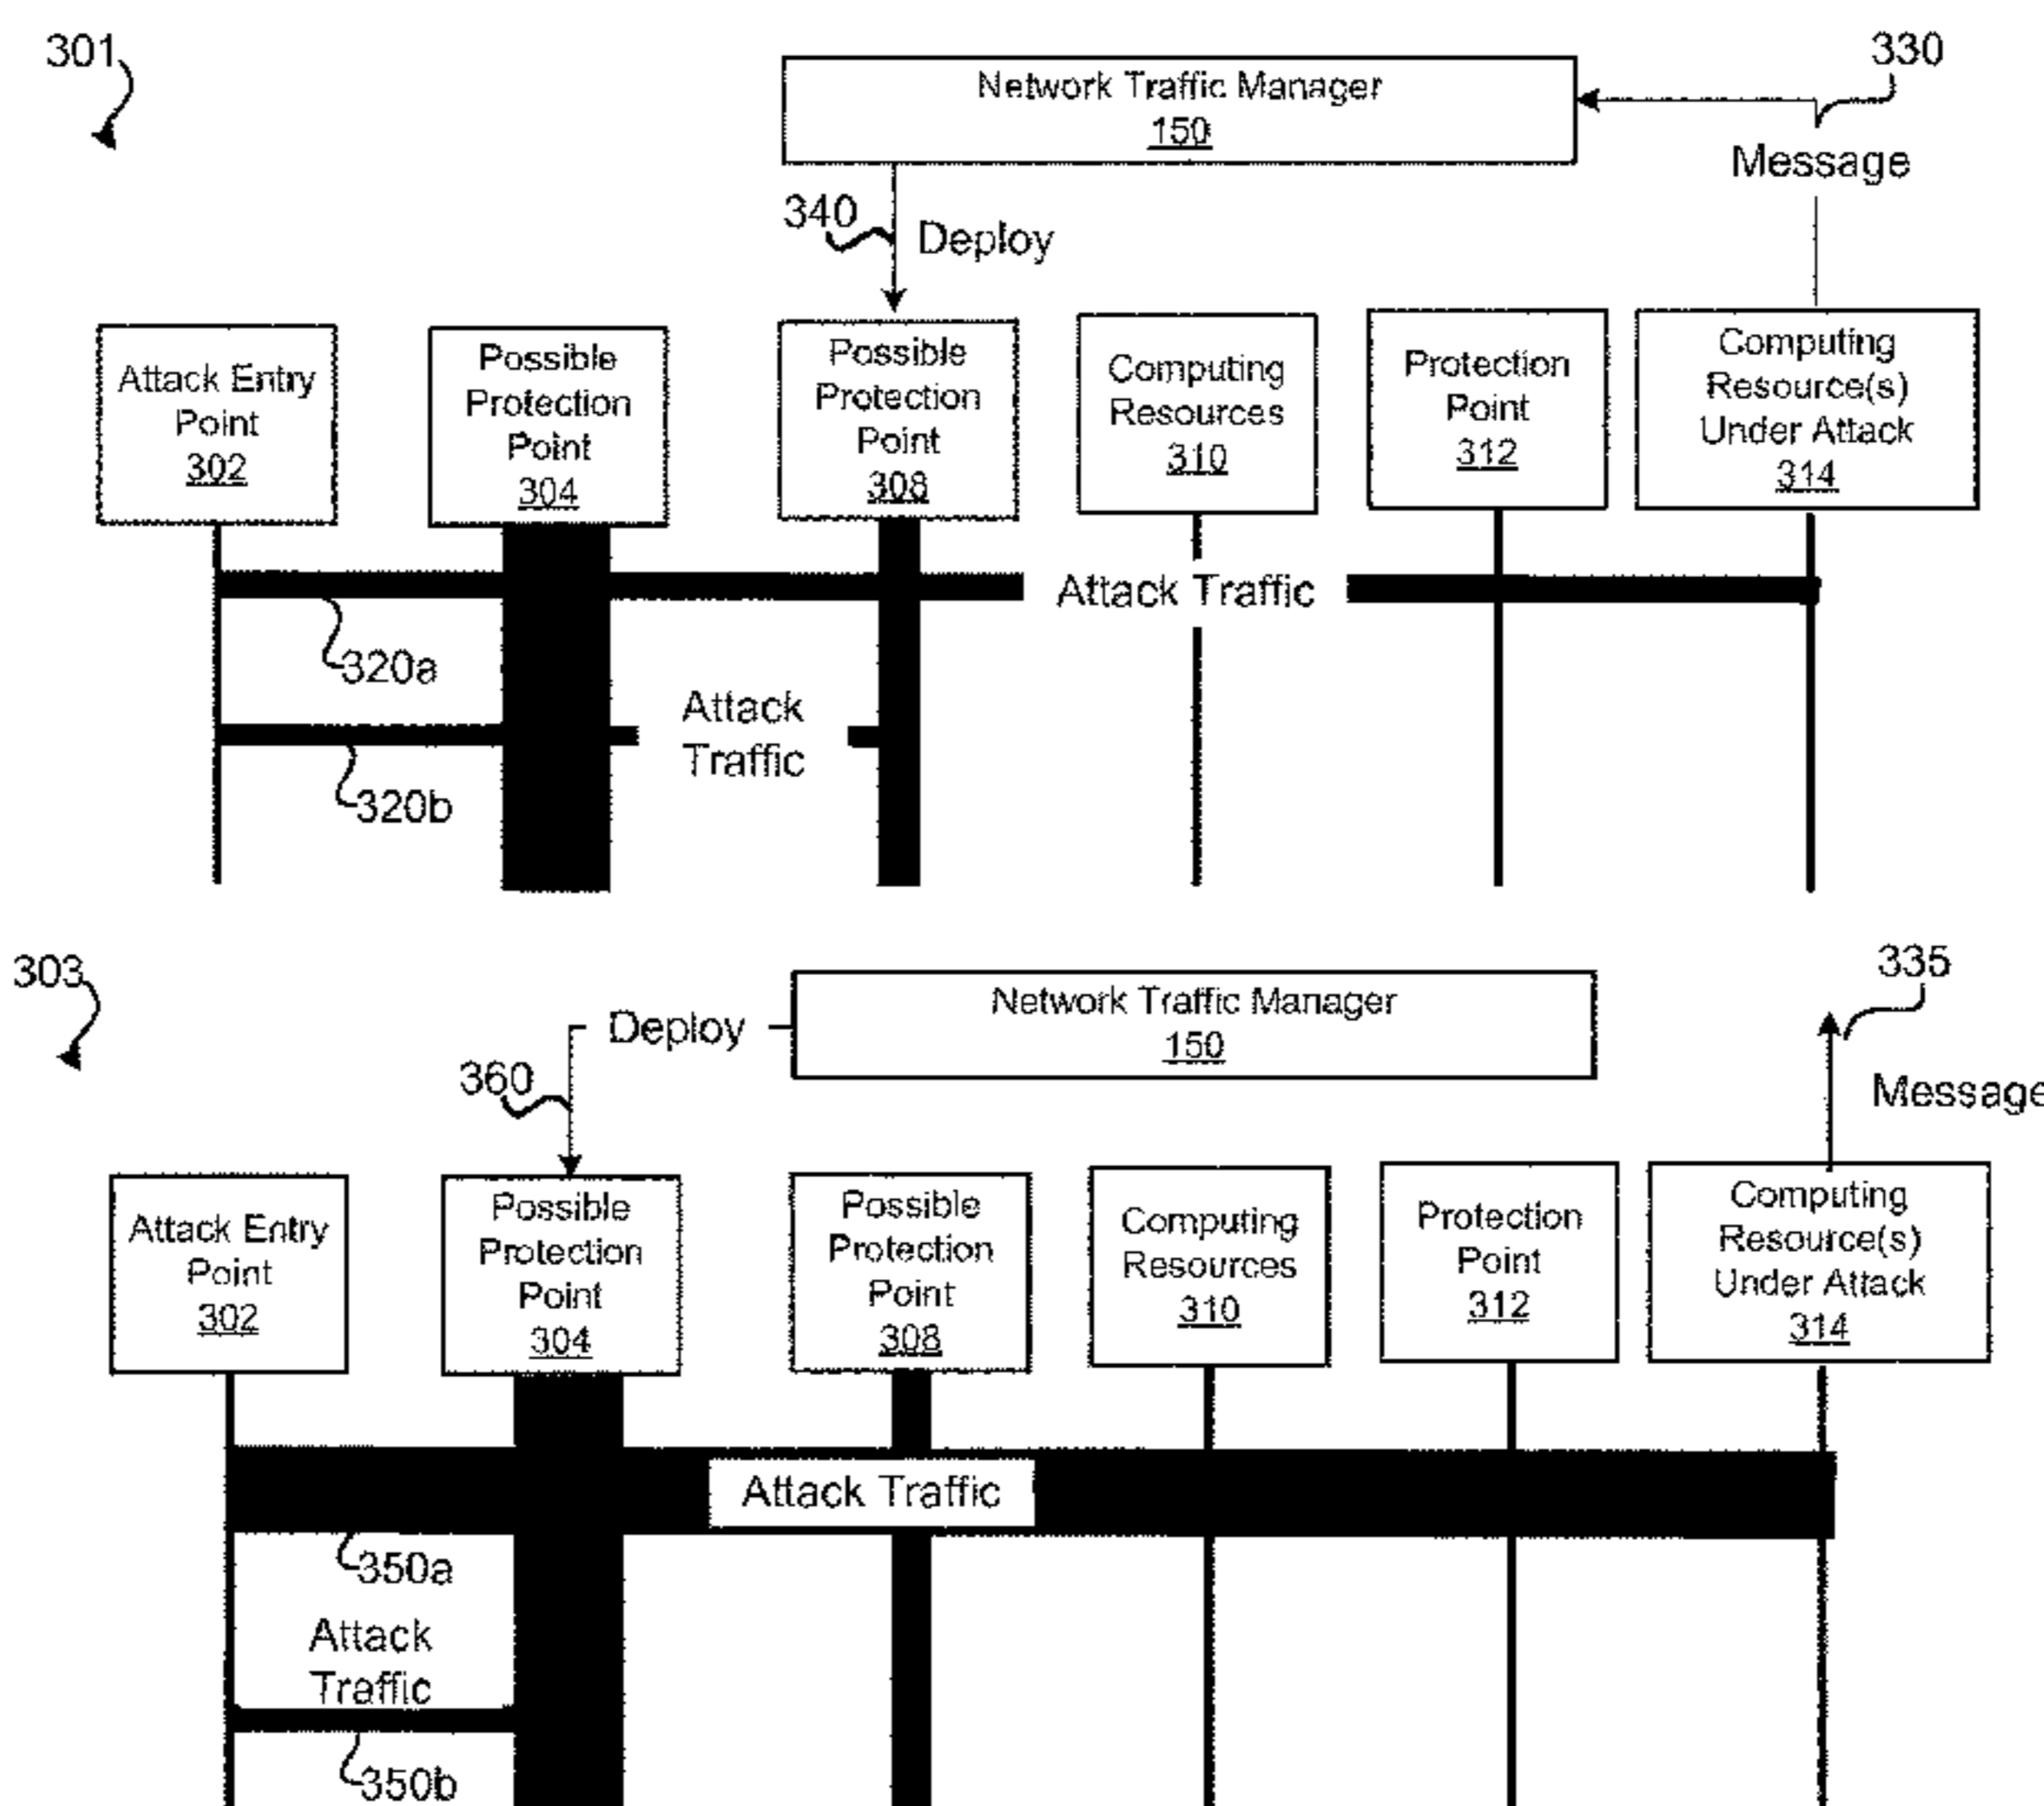 301
Network Traffic Manager
150
330
Message
340
Deploy
Attack Entry
Point
302
Possible
Protection
Point
304
Possible
Protection
Point
308
Computing
Resources
310
Protection
Point
312
Computing
Resource(s)
Under Attack
314
Attack Traffic
320a
Attack
Traffic
320b
303
Network Traffic Manager
150
335
Deploy
360
Message
Attack Entry
Point
302
Possible
Protection
Point
304
Possible
Protection
Point
308
Computing
Resources
310
Protection
Point
312
Computing
Resource(s)
Under Attack
314
Attack Traffic
350a
Attack
Traffic
350b